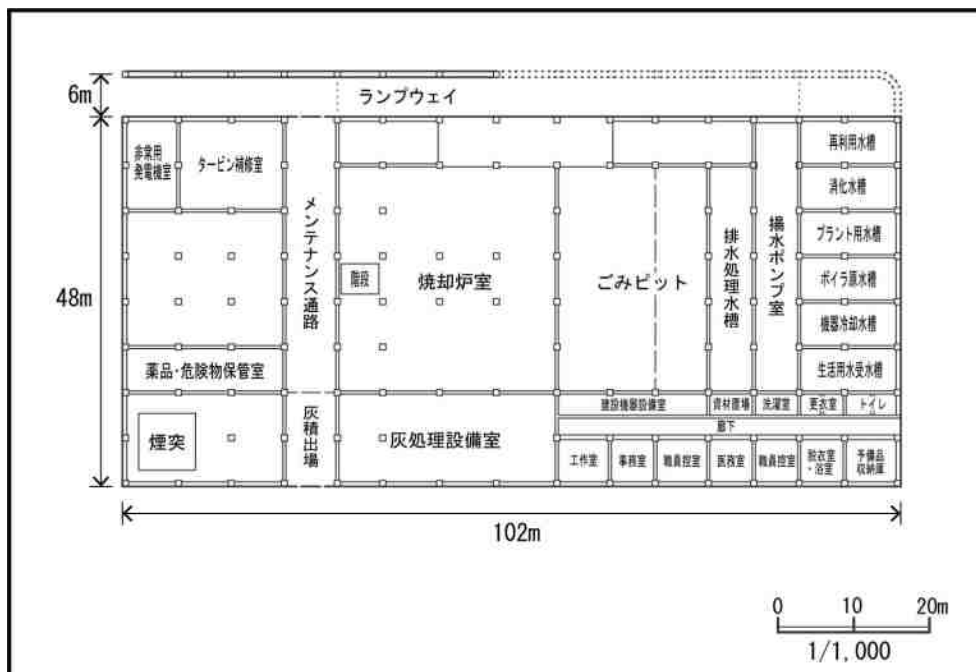 6m
ランプウェイ
非常用
発電機室
タービン補修室
再利用水槽
消化水槽
メンテナンス通路
排水処理水槽
揚水ポンプ室
プラント用水槽
階段
焼却炉室
ごみピット
ボイラ原水槽
48m
機器冷却水槽
薬品・危険物保管室
生活用水受水槽
建設機器設備室
資材置場
洗濯室
更衣室
トイレ
廊下
煙突
灰積出場
灰処理設備室
工作室
事務室
職員控室
医務室
職員控室
脱衣室
・浴室
予備品
収納庫
102m
0 10 20m
1/1,000